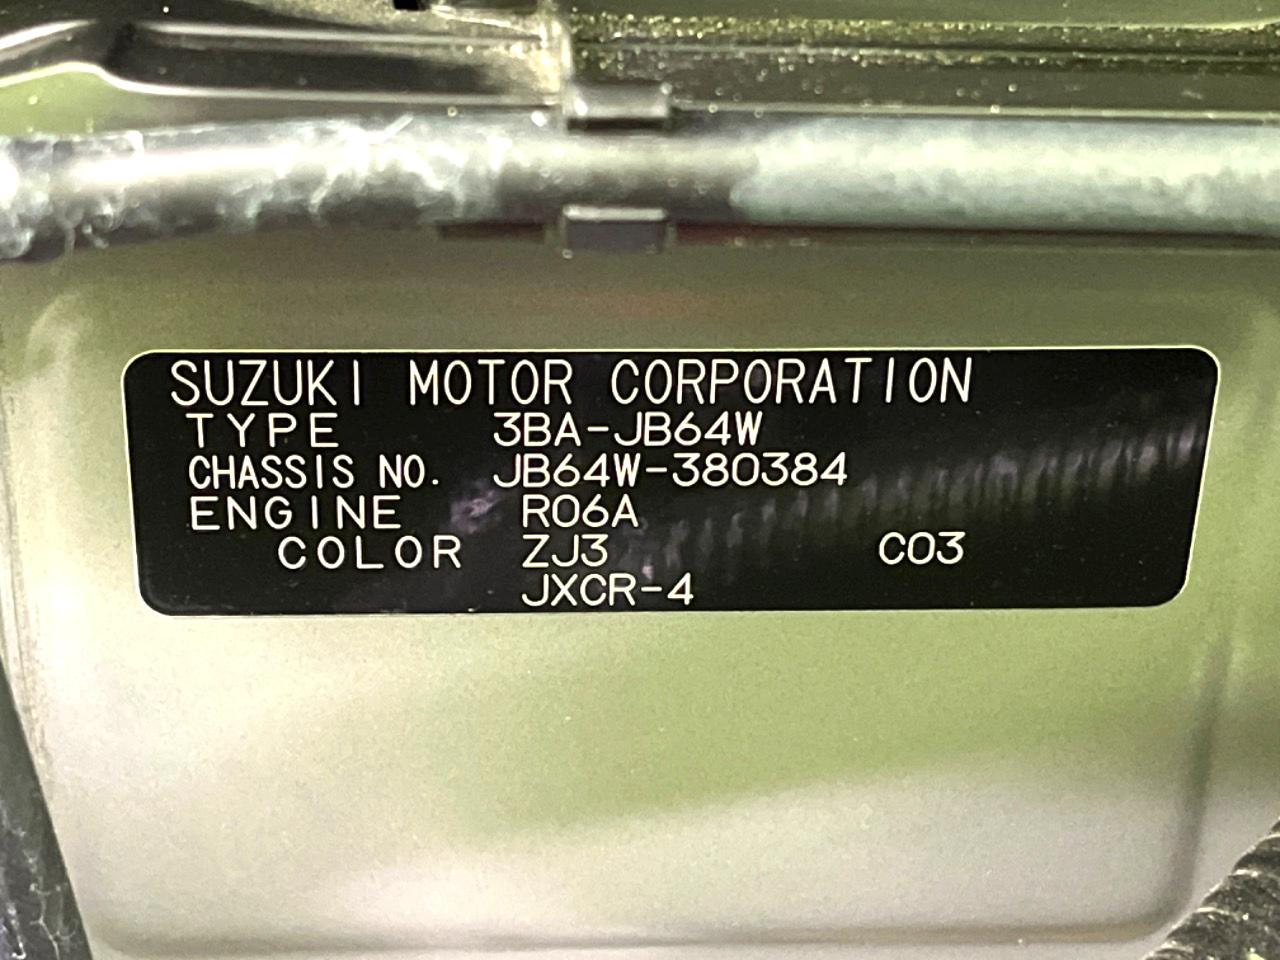 SUZUKI MOTOR CORPORATION
TYPE 3BA-JB64W
CHASSIS NO. JB64W-380384
ENGINE R06A
COLOR ZJ3 C03
JXCR-4